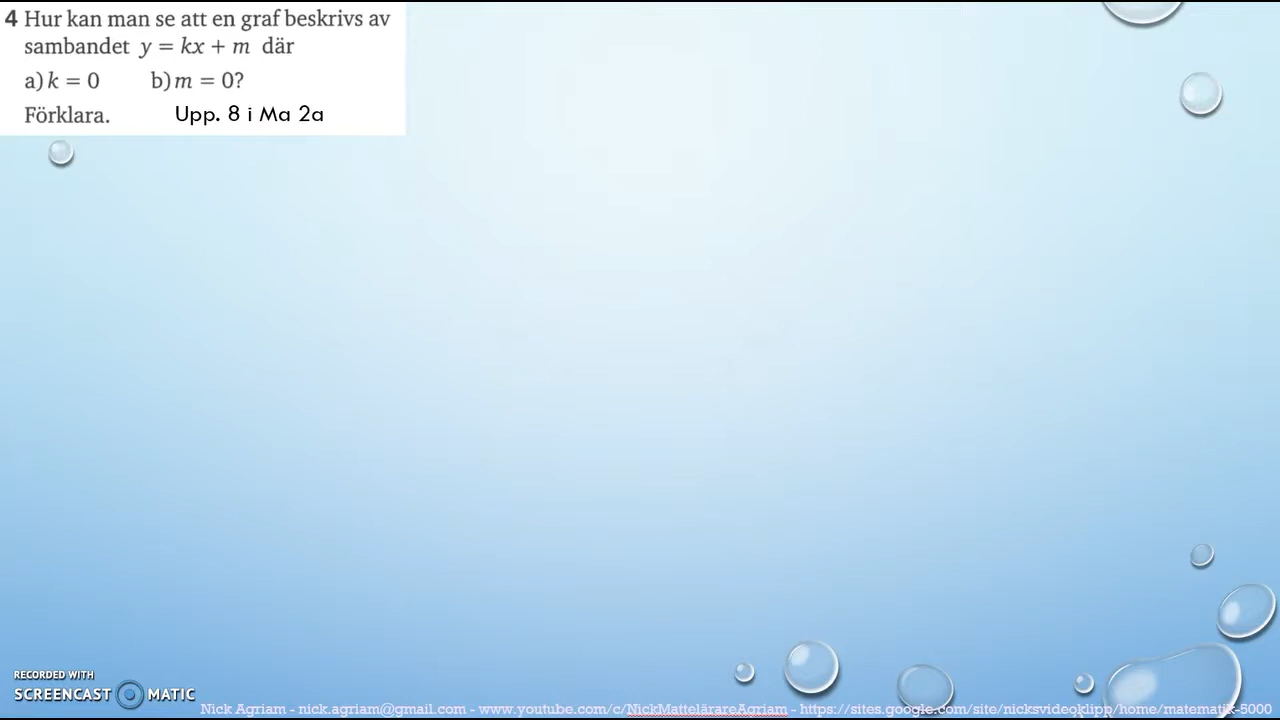 4 Hur kan man se att en graf beskrivs av
sambandet y = kx + m där
a) k = 0 b) m = 0?
Förklara. Upp. 8 i Ma 2a
RECORDED WITH
SCREENCAST MATIC
Nick Agriam - nick.agriam@gmail.com - www.youtube.com/c/NickMattelärareAgriam - https://sites.google.com/site/nicksvideoklipp/home/matematik-5000